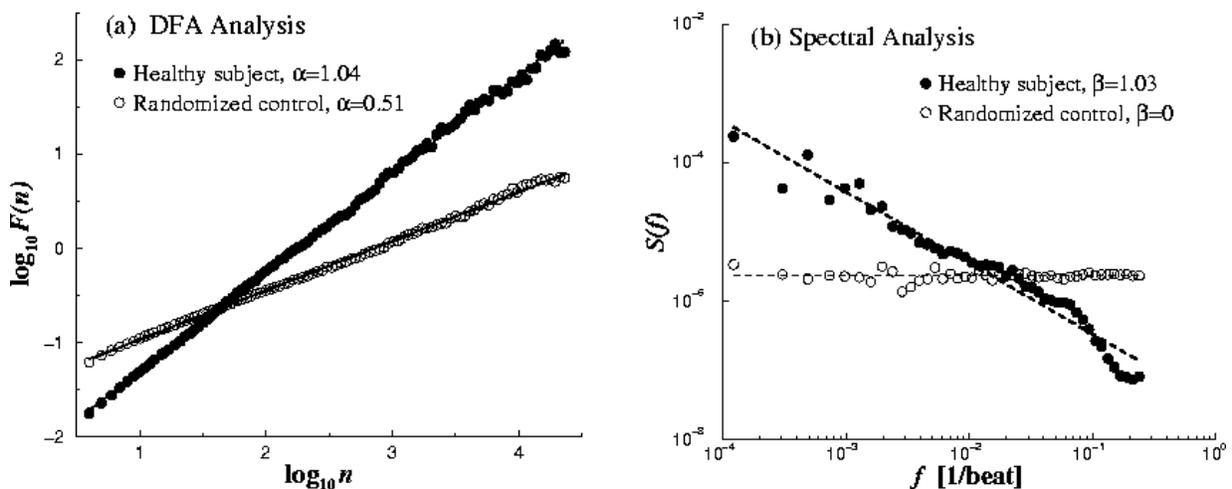 (a) DFA Analysis
● Healthy subject, α=1.04
○ Randomized control, α=0.51
log₁₀ F(n)
2
1
0
−1
−2
1
2
3
4
log₁₀ n
(b) Spectral Analysis
● Healthy subject, β=1.03
○ Randomized control, β=0
S(f)
10⁻²
10⁻⁴
10⁻⁶
10⁻⁸
10⁻⁴
10⁻³
10⁻²
10⁻¹
10⁰
f [1/beat]